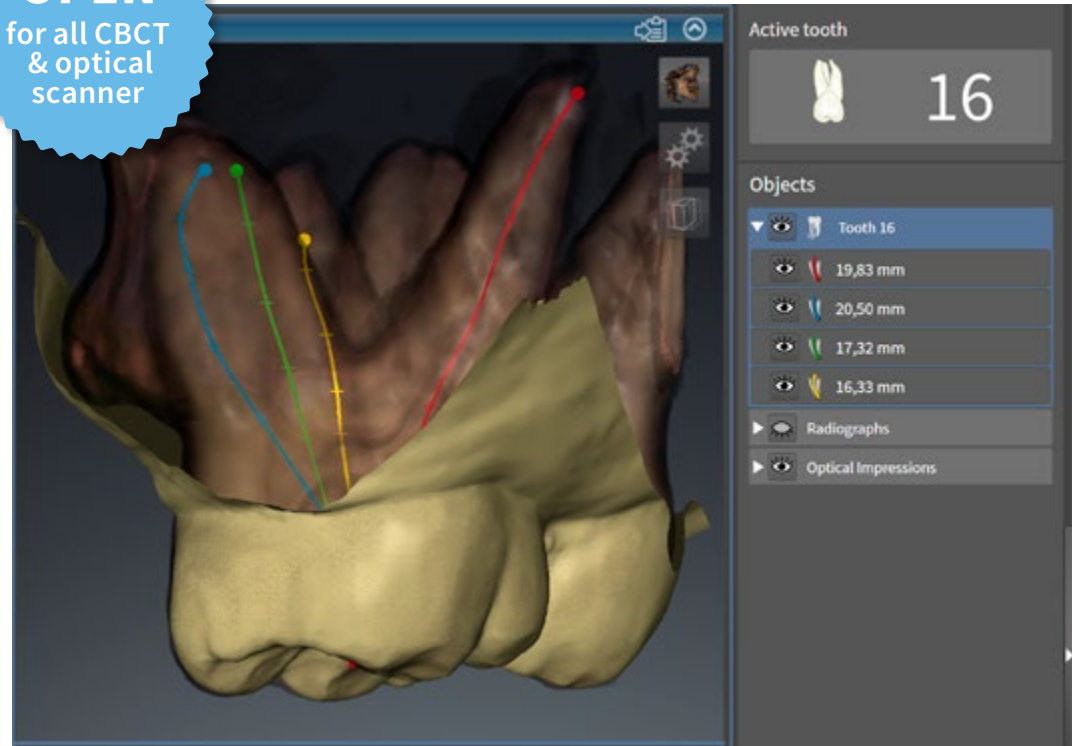 OPEN
for all CBCT
& optical
scanner
Active tooth
16
Objects
Tooth 16
19,83 mm
20,50 mm
17,32 mm
16,33 mm
Radiographs
Optical Impressions